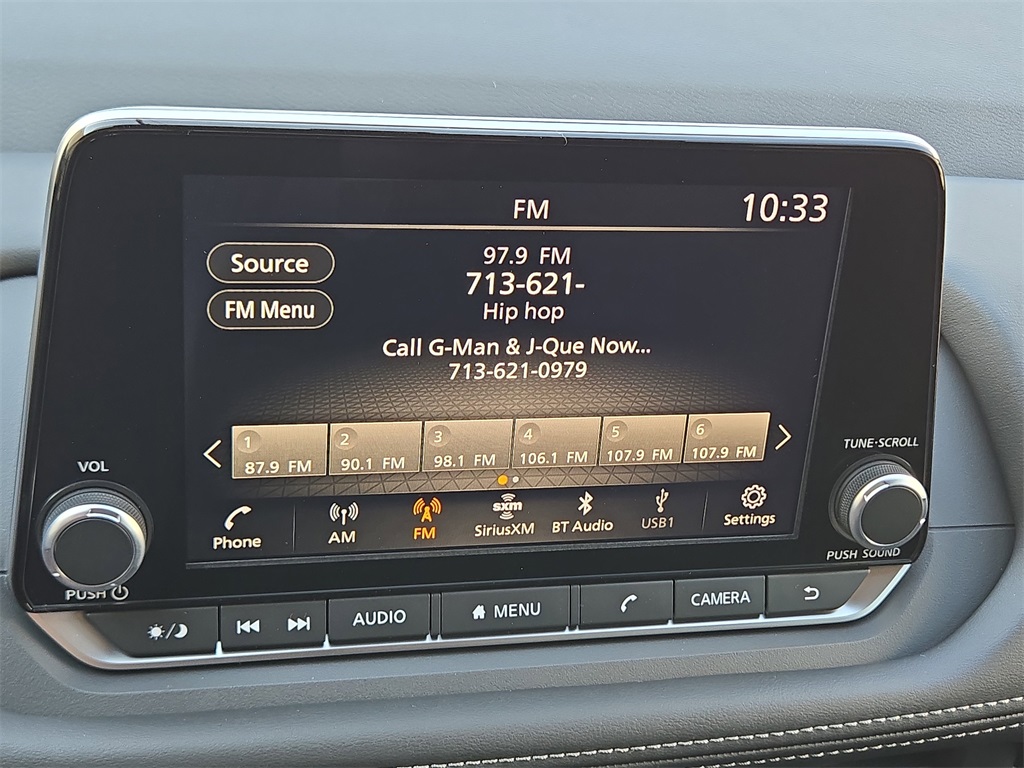 FM
10:33
Source
FM Menu
97.9 FM
713-621-
Hip hop
Call G-Man & J-Que Now...
713-621-0979
1
87.9 FM
2
90.1 FM
3
98.1 FM
4
106.1 FM
5
107.9 FM
6
107.9 FM
Phone
AM
FM
sxm
SiriusXM
BT Audio
USB1
Settings
VOL
PUSH
TUNE·SCROLL
PUSH SOUND
AUDIO
MENU
CAMERA